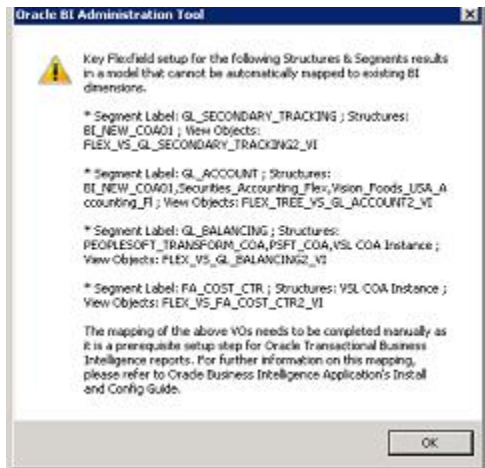 Oracle BI Administration Tool
Key Flexfield setup for the following Structures & Segments results
in a model that cannot be automatically mapped to existing BI
dimensions.
* Segment Label: GL_SECONDARY_TRACKING ; Structures:
BI_NEW_COA01 ; View Objects:
FLEX_VS_GL_SECONDARY_TRACKING2_VI
* Segment Label: GL_ACCOUNT ; Structures:
BI_NEW_COA01,Securities_Accounting_Flex,Vision_Foods_USA_A
ccounting_Fl ; View Objects: FLEX_TREE_VS_GL_ACCOUNT2_VI
* Segment Label: GL_BALANCING ; Structures:
PEOPLESOFT_TRANSFORM_COA,PSFT_COA,VSL COA Instance ;
View Objects: FLEX_VS_GL_BALANCING2_VI
* Segment Label: FA_COST_CTR ; Structures: VSL COA Instance ;
View Objects: FLEX_VS_FA_COST_CTR2_VI
The mapping of the above VOs needs to be completed manually as
it is a prerequisite setup step for Oracle Transactional Business
Intelligence reports. For further information on this mapping,
please refer to Oracle Business Intelligence Application's Install
and Config Guide.
OK